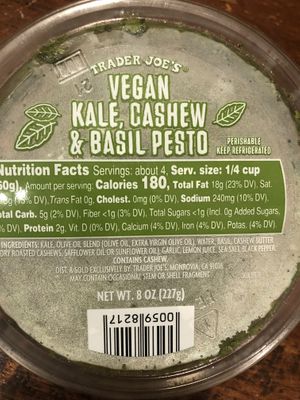 TRADER JOE'S
VEGAN
KALE, CASHEW
& BASIL PESTO
PERISHABLE
KEEP REFRIGERATED
Nutrition Facts Servings: about 4, Serv. size: 1/4 cup
60g), Amount per serving: Calories 180, Total Fat 18g (23% DV), Sat.
(13% DV), Trans Fat 0g, Cholest. 0mg (0% DV), Sodium 240mg (10% DV),
otal Carb. 5g (2% DV), Fiber <1g (3% DV), Total Sugars <1g (Incl. 0g Added Sugars,
DV), Protein 2g, Vit. D (0% DV), Calcium (4% DV), Iron (4% DV), Potas. (4% DV)
INGREDIENTS: KALE, OLIVE OIL BLEND (OLIVE OIL, EXTRA VIRGIN OLIVE OIL), WATER, BASIL, CASHEW BUTTER
DRY ROASTED CASHEWS, SAFFLOWER OIL OR SUNFLOWER OIL), GARLIC, LEMON JUICE, SEA SALT, BLACK PEPPER.
CONTAINS CASHEW.
DIST. & SOLD EXCLUSIVELY BY: TRADER JOE'S, MONROVIA, CA 91016
MAY CONTAIN OCCASIONAL STEM OR SHELL FRAGMENT.
NET WT. 8 OZ (227g)
0059 8217